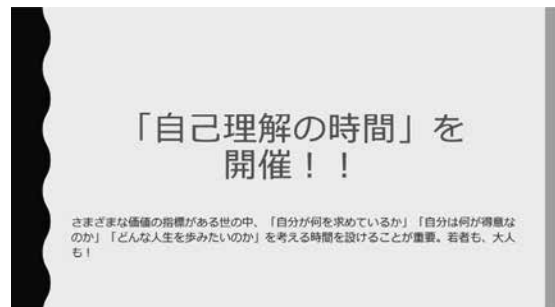 「自己理解の時間」を
開催！！
さまざまな価値の指標がある世の中、「自分が何を求めているか」「自分は何が得意な
のか」「どんな人生を歩みたいのか」を考える時間を設けることが重要。若者も、大人
も！